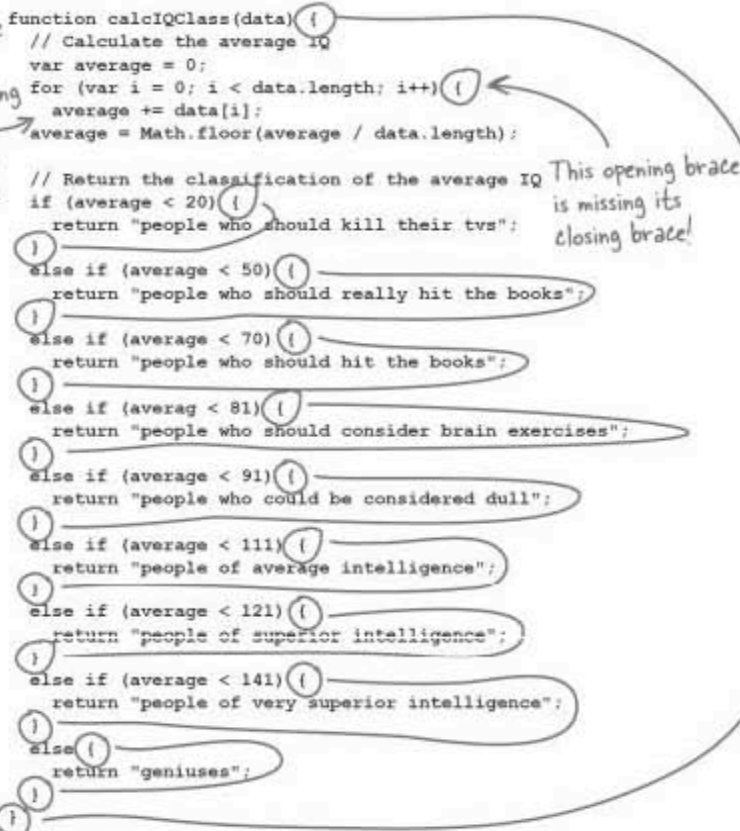 function calcIQClass(data) {
// Calculate the average IQ
var average = 0;
for (var i = 0; i < data.length; i++) {
average += data[i];
average = Math.floor(average / data.length);
// Return the classification of the average IQ
This opening brace
is missing its
closing brace!
if (average < 20) {
return "people who should kill their tvs";
}
else if (average < 50) {
return "people who should really hit the books";
}
else if (average < 70) {
return "people who should hit the books";
}
else if (averag < 81) {
return "people who should consider brain exercises";
}
else if (average < 91) {
return "people who could be considered dull";
}
else if (average < 111) {
return "people of average intelligence";
}
else if (average < 121) {
return "people of superior intelligence";
}
else if (average < 141) {
return "people of very superior intelligence";
}
else {
return "geniuses";
}
}